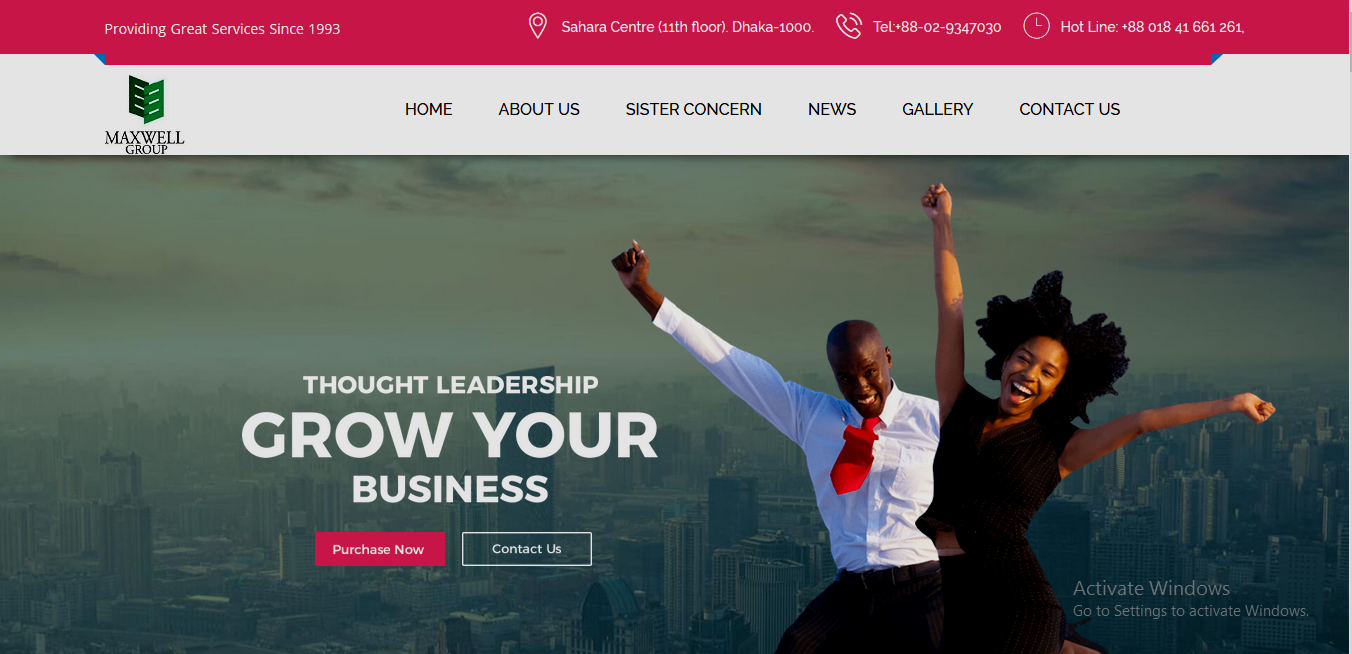 Providing Great Services Since 1993
Sahara Centre (11th floor). Dhaka-1000.
Tel:+88-02-9347030
Hot Line: +88 018 41 661 261,
MAXWELL
GROUP
HOME
ABOUT US
SISTER CONCERN
NEWS
GALLERY
CONTACT US
THOUGHT LEADERSHIP
GROW YOUR
BUSINESS
Purchase Now
Contact Us
Activate Windows
Go to Settings to activate Windows.